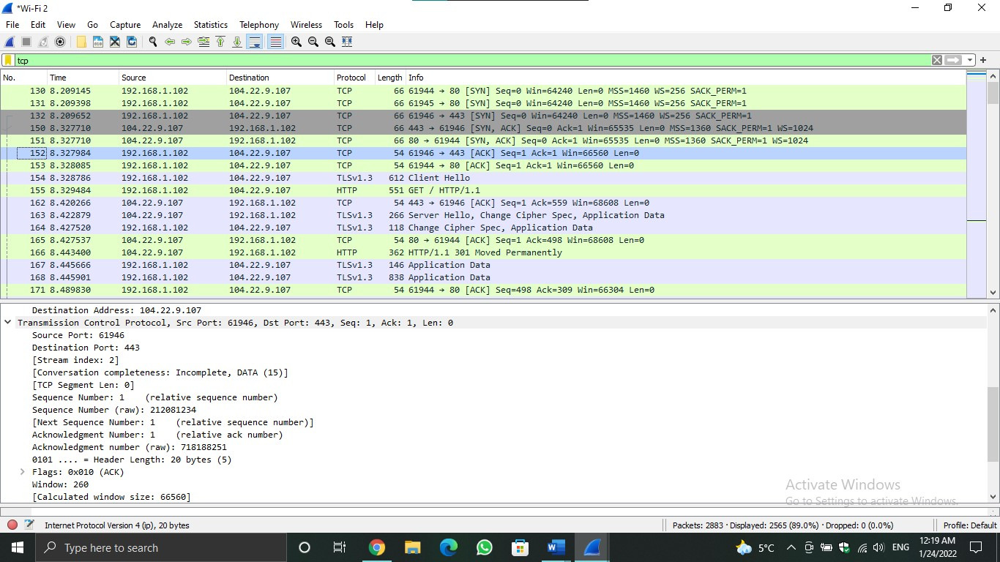 *Wi-Fi 2
File Edit View Go Capture Analyze Statistics Telephony Wireless Tools Help
tcp
No. Time Source Destination Protocol Length Info
130 8.209145 192.168.1.102 104.22.9.107 TCP 66 61944 → 80 [SYN] Seq=0 Win=64240 Len=0 MSS=1460 WS=256 SACK_PERM=1
131 8.209398 192.168.1.102 104.22.9.107 TCP 66 61945 → 80 [SYN] Seq=0 Win=64240 Len=0 MSS=1460 WS=256 SACK_PERM=1
132 8.209652 192.168.1.102 104.22.9.107 TCP 66 61946 → 443 [SYN] Seq=0 Win=64240 Len=0 MSS=1460 WS=256 SACK_PERM=1
150 8.327710 104.22.9.107 192.168.1.102 TCP 66 443 → 61946 [SYN, ACK] Seq=0 Ack=1 Win=65535 Len=0 MSS=1360 SACK_PERM=1 WS=1024
151 8.327710 104.22.9.107 192.168.1.102 TCP 66 80 → 61944 [SYN, ACK] Seq=0 Ack=1 Win=65535 Len=0 MSS=1360 SACK_PERM=1 WS=1024
152 8.327984 192.168.1.102 104.22.9.107 TCP 54 61946 → 443 [ACK] Seq=1 Ack=1 Win=66560 Len=0
153 8.328085 192.168.1.102 104.22.9.107 TCP 54 61944 → 80 [ACK] Seq=1 Ack=1 Win=66560 Len=0
154 8.328786 192.168.1.102 104.22.9.107 TLSv1.3 612 Client Hello
155 8.329484 192.168.1.102 104.22.9.107 HTTP 551 GET / HTTP/1.1
162 8.420266 104.22.9.107 192.168.1.102 TCP 54 443 → 61946 [ACK] Seq=1 Ack=559 Win=68608 Len=0
163 8.422879 104.22.9.107 192.168.1.102 TLSv1.3 266 Server Hello, Change Cipher Spec, Application Data
164 8.427520 192.168.1.102 104.22.9.107 TLSv1.3 118 Change Cipher Spec, Application Data
165 8.427537 104.22.9.107 192.168.1.102 TCP 54 80 → 61944 [ACK] Seq=1 Ack=498 Win=68608 Len=0
166 8.443400 104.22.9.107 192.168.1.102 HTTP 362 HTTP/1.1 301 Moved Permanently
167 8.445666 192.168.1.102 104.22.9.107 TLSv1.3 146 Application Data
168 8.445901 192.168.1.102 104.22.9.107 TLSv1.3 838 Application Data
171 8.489830 192.168.1.102 104.22.9.107 TCP 54 61944 → 80 [ACK] Seq=498 Ack=309 Win=66304 Len=0
Destination Address: 104.22.9.107
Transmission Control Protocol, Src Port: 61946, Dst Port: 443, Seq: 1, Ack: 1, Len: 0
Source Port: 61946
Destination Port: 443
[Stream index: 2]
[Conversation completeness: Incomplete, DATA (15)]
[TCP Segment Len: 0]
Sequence Number: 1 (relative sequence number)
Sequence Number (raw): 212081234
[Next Sequence Number: 1 (relative sequence number)]
Acknowledgment Number: 1 (relative ack number)
Acknowledgment number (raw): 718188251
0101 .... = Header Length: 20 bytes (5)
Flags: 0x010 (ACK)
Window: 260
[Calculated window size: 66560]
Activate Windows
Go to Settings to activate Windows.
Internet Protocol Version 4 (ip), 20 bytes
Packets: 2883 · Displayed: 2565 (89.0%) · Dropped: 0 (0.0%)
Profile: Default
Type here to search
5°C
ENG
12:19 AM
1/24/2022